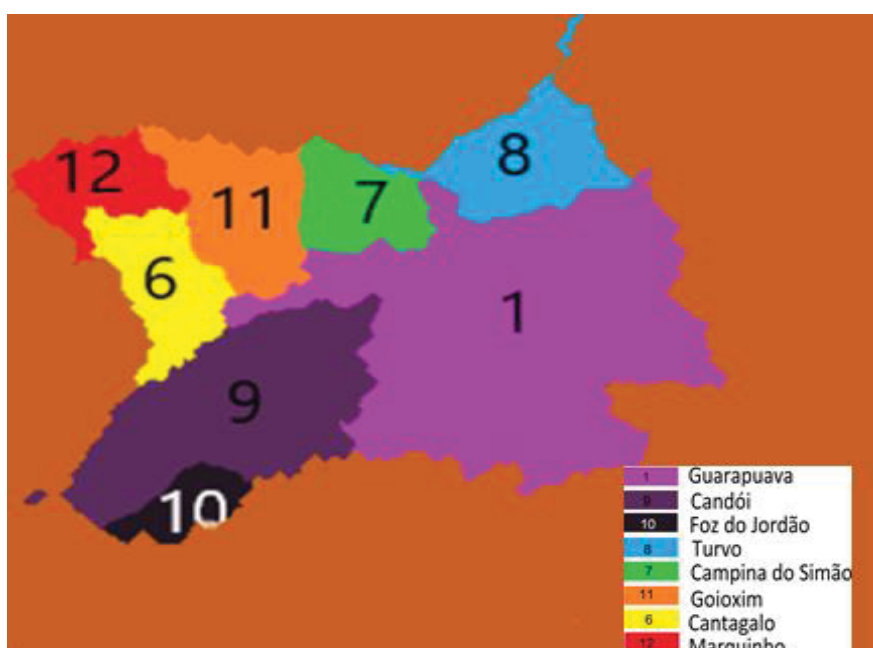 12
8
11
7
6
1
9
10
1 Guarapuava
9 Candói
10 Foz do Jordão
8 Turvo
7 Campina do Simão
11 Goioxim
6 Cantagalo
12 Marquinho